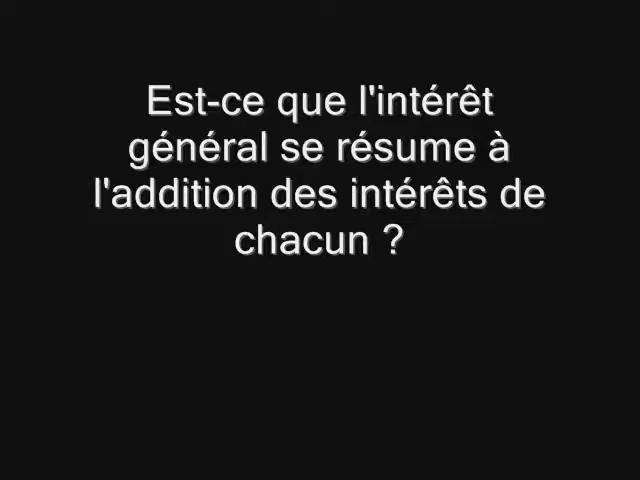 Est-ce que l'intérêt
général se résume à
l'addition des intérêts de
chacun ?